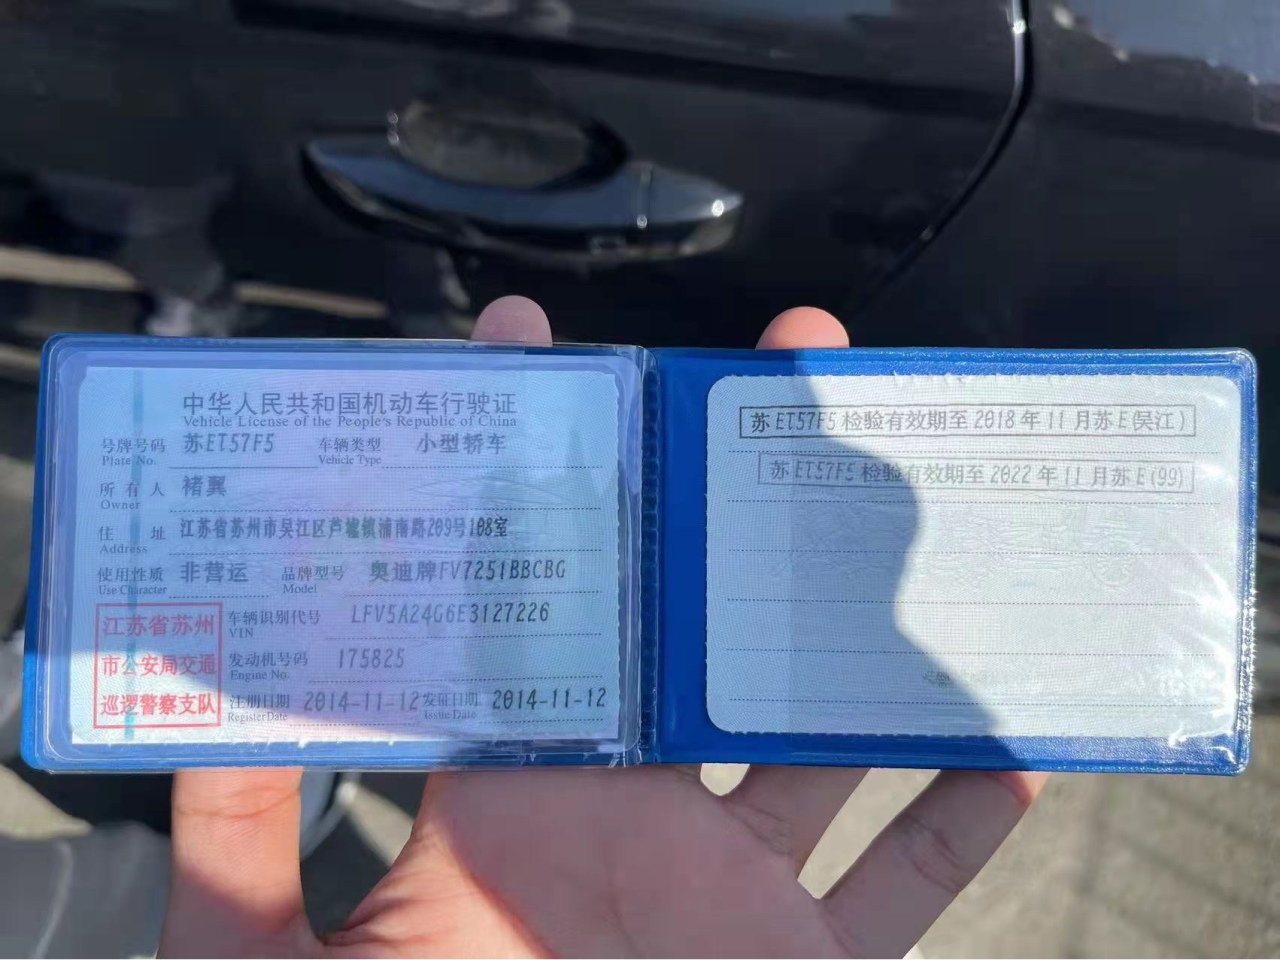 中华人民共和国机动车行驶证
Vehicle License of the People's Republic of China
号牌号码 苏ET57F5 车辆类型 小型轿车
Plate No. Vehicle Type
所有人 褚翼
Owner
住址 江苏省苏州市吴江区芦墟镇浦南路209号108室
Address
使用性质 非营运 品牌型号 奥迪牌FV7251BBCBG
Use Character Model
江苏省苏州
市公安局交通
巡逻警察支队
车辆识别代号 LFV5A24G6E3127226
VIN
发动机号码 175825
Engine No.
注册日期 2014-11-12 发证日期 2014-11-12
Register Date Issue Date
苏ET57F5检验有效期至2018年11月苏E(吴江)
苏ET57F5检验有效期至2022年11月苏E(99)